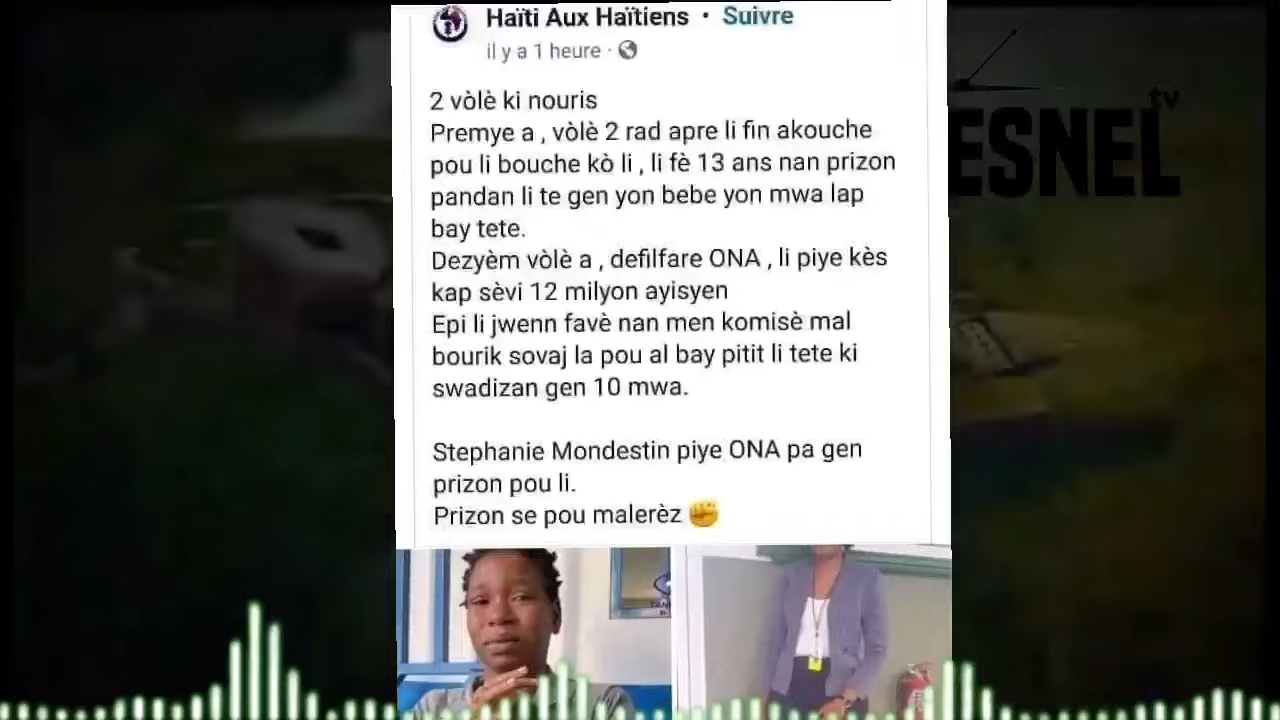 Haïti Aux Haïtiens · Suivre
il y a 1 heure ·
2 vòlè ki nouris
Premye a , vòlè 2 rad apre li fin akouche
pou li bouche kò li , li fè 13 ans nan prizon
pandan li te gen yon bebe yon mwa lap
bay tete.
Dezyèm vòlè a , defilfare ONA , li piye kès
kap sèvi 12 milyon ayisyen
Epi li jwenn favè nan men komisè mal
bourik sovaj la pou al bay pitit li tete ki
swadizan gen 10 mwa.
Stephanie Mondestin piye ONA pa gen
prizon pou li.
Prizon se pou malerèz ✊
ESNEL
tv